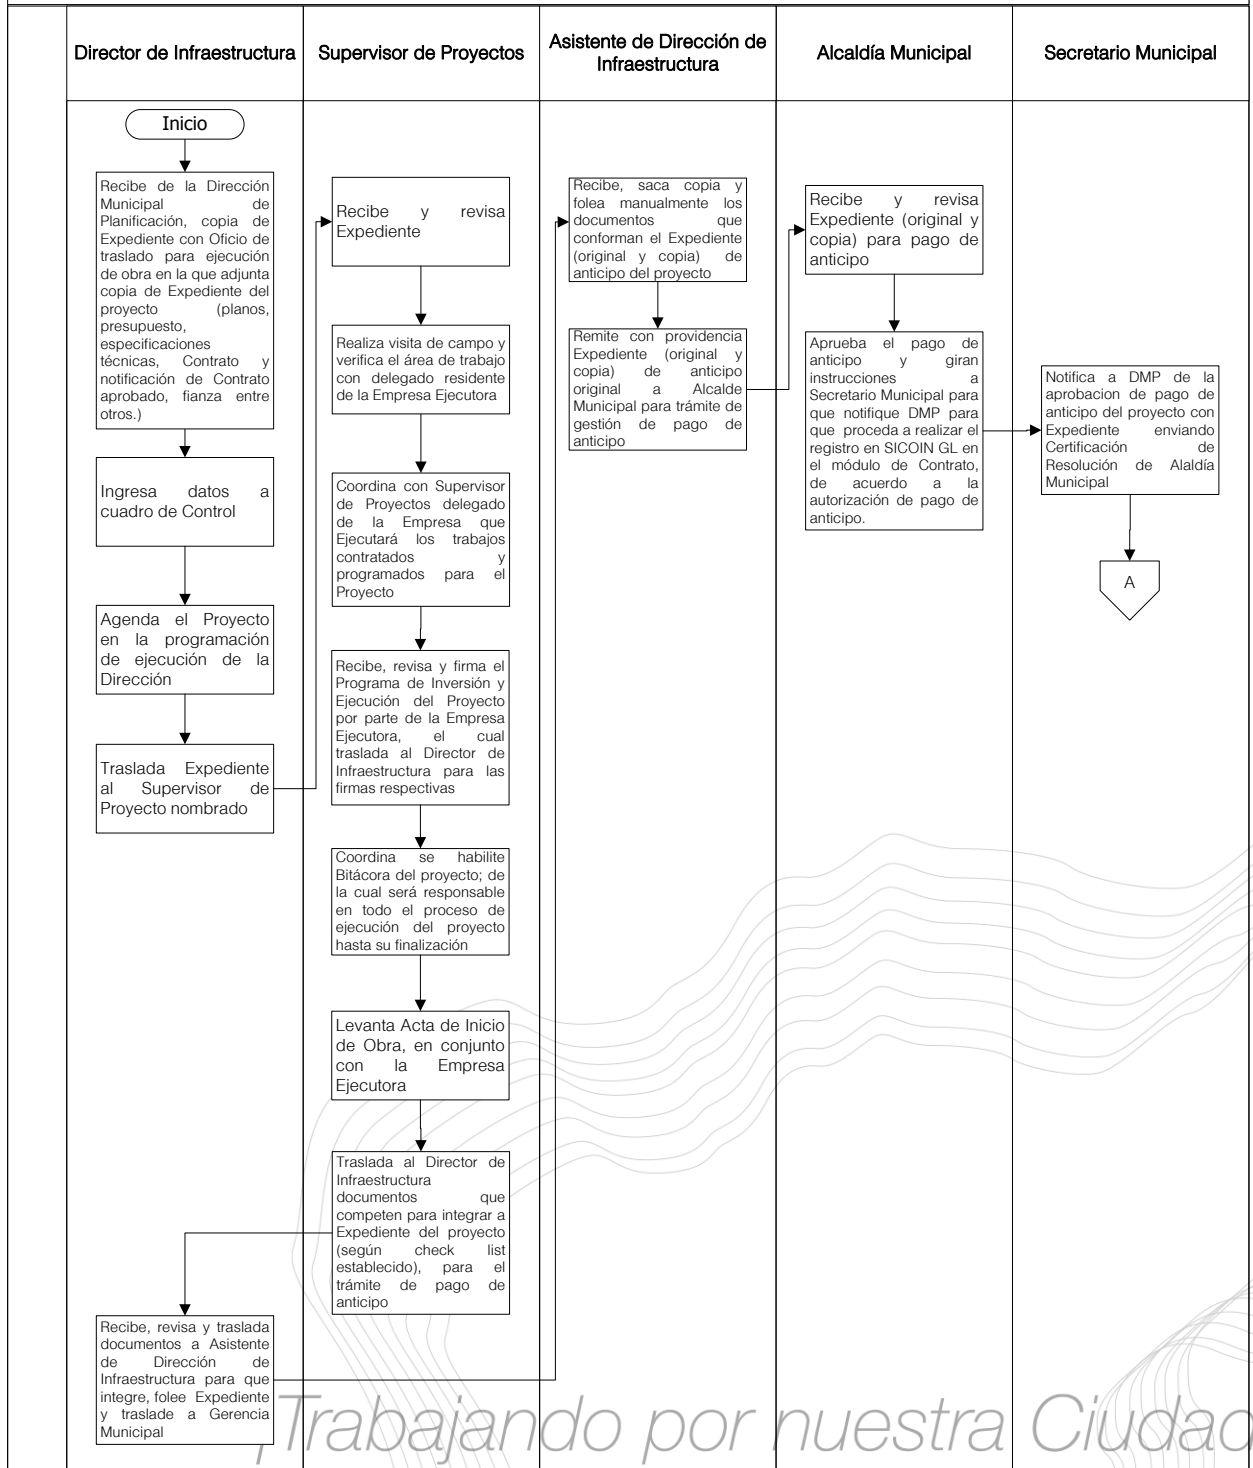 Director de Infraestructura
Supervisor de Proyectos
Asistente de Dirección de
Infraestructura
Alcaldía Municipal
Secretario Municipal
Inicio
Recibe de la Dirección
Municipal de
Planificación, copia de
Expediente con Oficio de
traslado para ejecución
de obra en la que adjunta
copia de Expediente del
proyecto (planos,
presupuesto,
especificaciones
técnicas, Contrato y
notificación de Contrato
aprobado, fianza entre
otros.)
Ingresa datos a
cuadro de Control
Agenda el Proyecto
en la programación
de ejecución de la
Dirección
Traslada Expediente
al Supervisor de
Proyecto nombrado
Recibe y revisa
Expediente
Realiza visita de campo y
verifica el área de trabajo
con delegado residente
de la Empresa Ejecutora
Coordina con Supervisor
de Proyectos delegado
de la Empresa que
Ejecutará los trabajos
contratados y
programados para el
Proyecto
Recibe, revisa y firma el
Programa de Inversión y
Ejecución del Proyecto
por parte de la Empresa
Ejecutora, el cual
traslada al Director de
Infraestructura para las
firmas respectivas
Coordina se habilite
Bitácora del proyecto; de
la cual será responsable
en todo el proceso de
ejecución del proyecto
hasta su finalización
Levanta Acta de Inicio
de Obra, en conjunto
con la Empresa
Ejecutora
Traslada al Director de
Infraestructura
documentos que
competen para integrar a
Expediente del proyecto
(según check list
establecido), para el
trámite de pago de
anticipo
Recibe, revisa y traslada
documentos a Asistente
de Dirección de
Infraestructura para que
integre, folee Expediente
y traslade a Gerencia
Municipal
Recibe, saca copia y
folea manualmente los
documentos que
conforman el Expediente
(original y copia) de
anticipo del proyecto
Remite con providencia
Expediente (original y
copia) de anticipo
original a Alcalde
Municipal para trámite de
gestión de pago de
anticipo
Recibe y revisa
Expediente (original y
copia) para pago de
anticipo
Aprueba el pago de
anticipo y giran
instrucciones a
Secretario Municipal para
que notifique DMP para
que proceda a realizar el
registro en SICOIN GL en
el módulo de Contrato,
de acuerdo a la
autorización de pago de
anticipo.
Notifica a DMP de la
aprobacion de pago de
anticipo del proyecto con
Expediente enviando
Certificación de
Resolución de Alaldía
Municipal
A
¡Trabajando por nuestra Ciudad